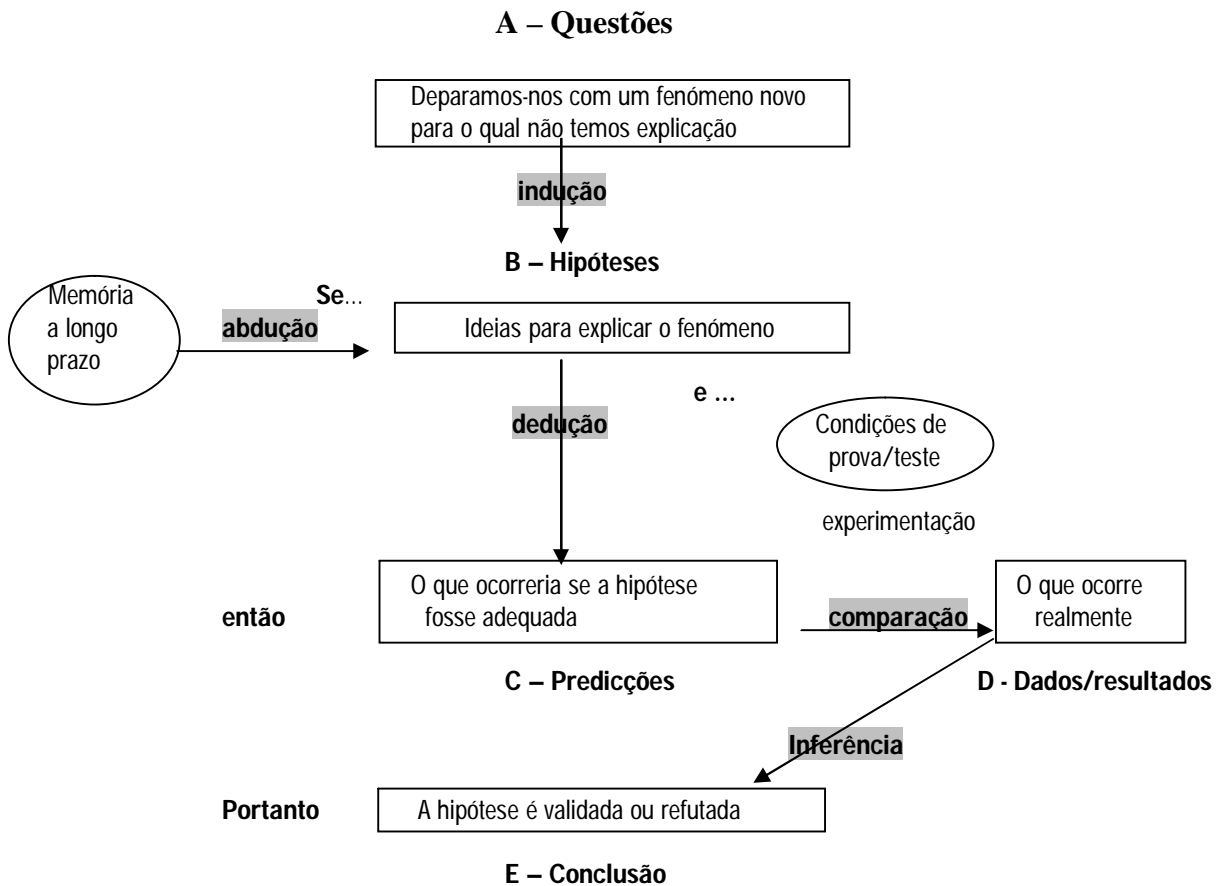 A – Questões
Deparamos-nos com um fenómeno novo
para o qual não temos explicação
indução
B – Hipóteses
Memória
a longo
prazo
Se...
abdução
Ideias para explicar o fenómeno
e ...
dedução
Condições de
prova/teste
experimentação
então
O que ocorreria se a hipótese
fosse adequada
comparação
O que ocorre
realmente
C – Predicções
D - Dados/resultados
Inferência
Portanto
A hipótese é validada ou refutada
E – Conclusão